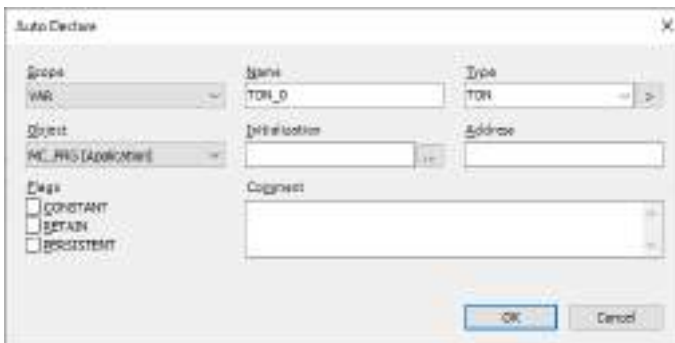 Auto Declare
Scope Name Type
VAR TON_0 TON >
Object Initialization Address
MC_PRG [Application] ...
Flags Comment
CONSTANT
RETAIN
PERSISTENT
OK Cancel